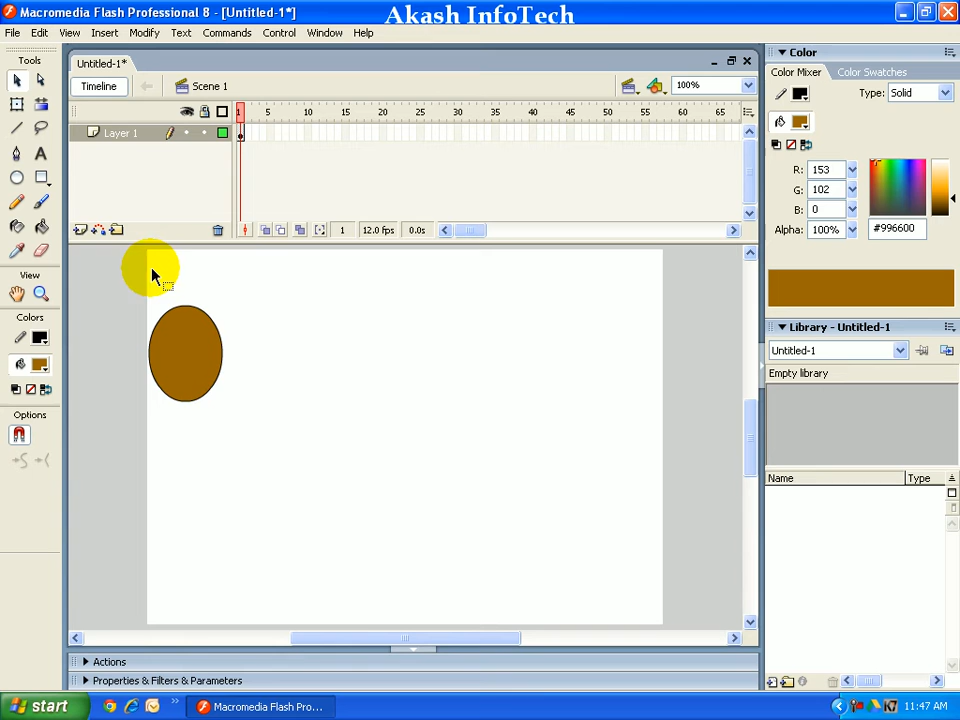 Macromedia Flash Professional 8 - [Untitled-1*]
Akash InfoTech
File Edit View Insert Modify Text Commands Control Window Help
Tools
View
Colors
Options
Untitled-1*
Timeline
Scene 1
100%
1 5 10 15 20 25 30 35 40 45 50 55 60 65
Layer 1
1 12.0 fps 0.0s
Actions
Properties & Filters & Parameters
Color
Color Mixer Color Swatches
Type: Solid
R: 153
G: 102
B: 0
Alpha: 100% #996600
Library - Untitled-1
Untitled-1
Empty library
Name Type
start
Macromedia Flash Pro...
K7
11:47 AM